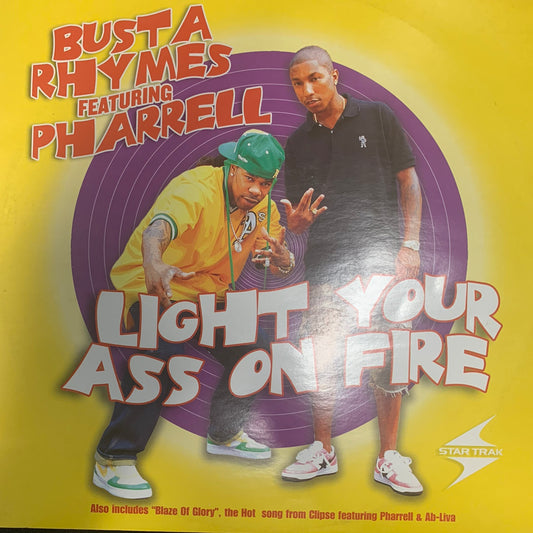 BUSTA
RHYMES
FEATURING
PHARRELL
LIGHT YOUR
ASS ON FIRE
STAR TRAK
Also includes "Blaze Of Glory", the Hot song from Clipse featuring Pharrell & Ab-Liva